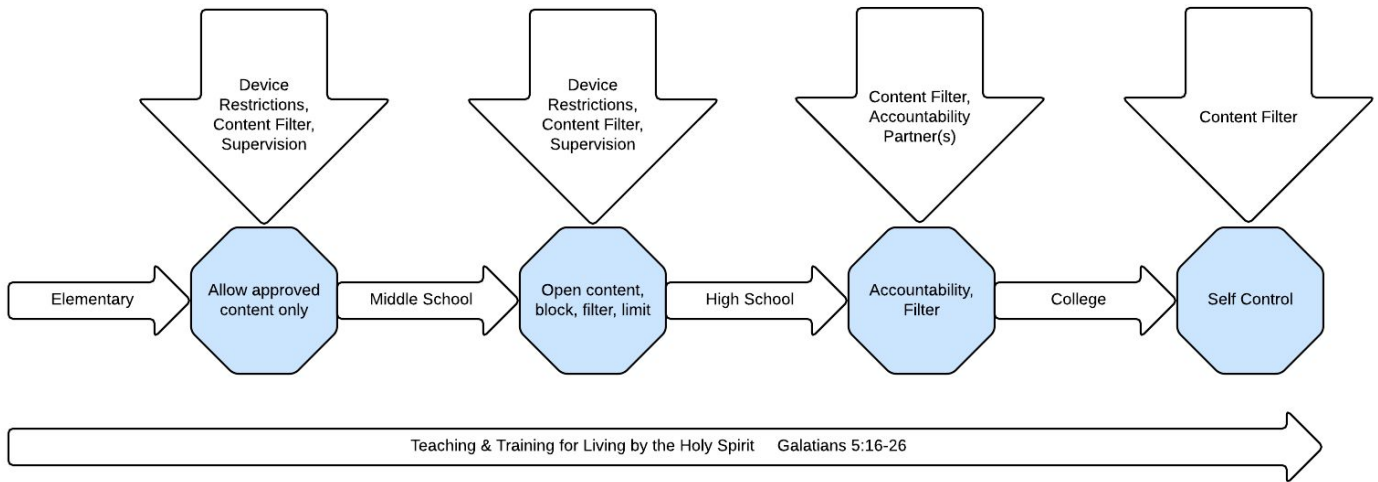 Device
Restrictions,
Content Filter,
Supervision
Device
Restrictions,
Content Filter,
Supervision
Content Filter,
Accountability
Partner(s)
Content Filter
Elementary
Allow approved
content only
Middle School
Open content,
block, filter, limit
High School
Accountability,
Filter
College
Self Control
Teaching & Training for Living by the Holy Spirit Galatians 5:16-26